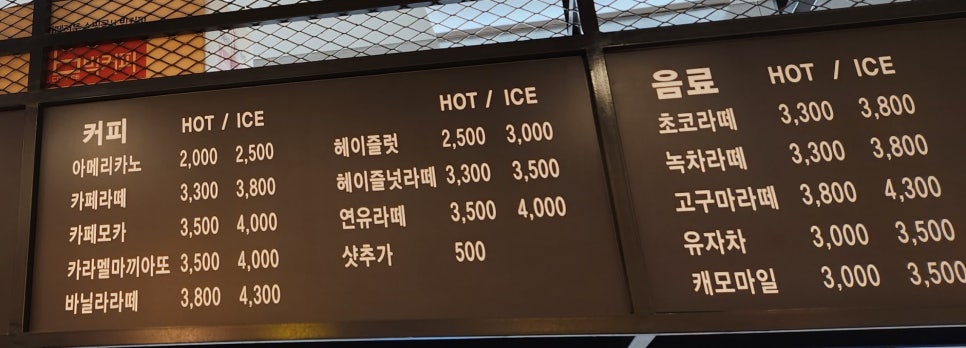 커피 HOT / ICE
아메리카노 2,000 2,500
카페라떼 3,300 3,800
카페모카 3,500 4,000
카라멜마끼아또 3,500 4,000
바닐라라떼 3,800 4,300
HOT / ICE
헤이즐럿 2,500 3,000
헤이즐넛라떼 3,300 3,500
연유라떼 3,500 4,000
샷추가 500
음료 HOT / ICE
초코라떼 3,300 3,800
녹차라떼 3,300 3,800
고구마라떼 3,800 4,300
유자차 3,000 3,500
캐모마일 3,000 3,500